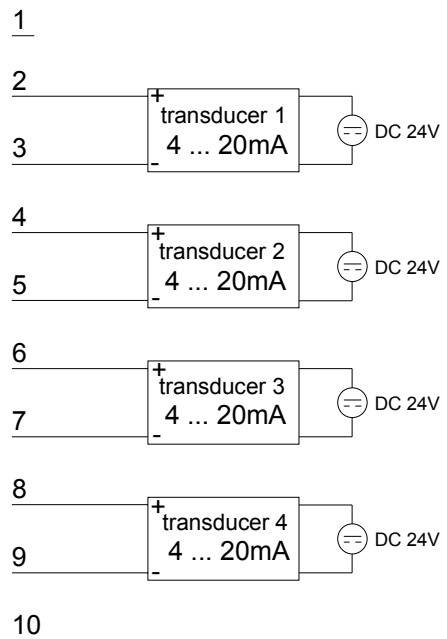 1
2
+
transducer 1
DC 24V
3
4 ... 20mA
-
4
+
transducer 2
DC 24V
5
4 ... 20mA
-
6
+
transducer 3
DC 24V
7
4 ... 20mA
-
8
+
transducer 4
DC 24V
9
4 ... 20mA
-
10